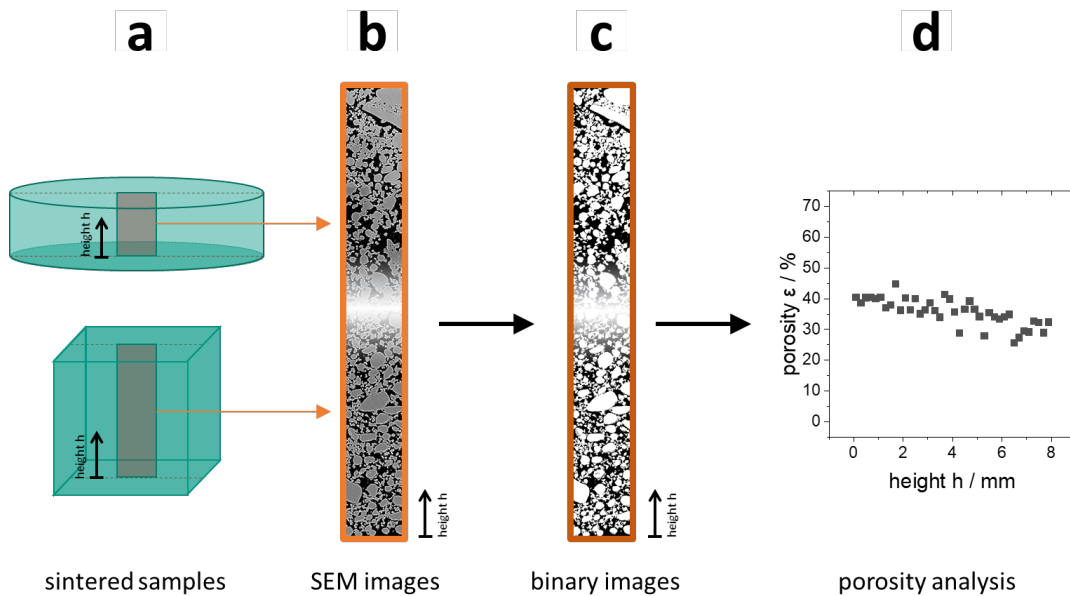 a
b
c
d
height h
height h
height h
height h
porosity ε / %
70
60
50
40
30
20
10
0
0
2
4
6
8
height h / mm
sintered samples
SEM images
binary images
porosity analysis